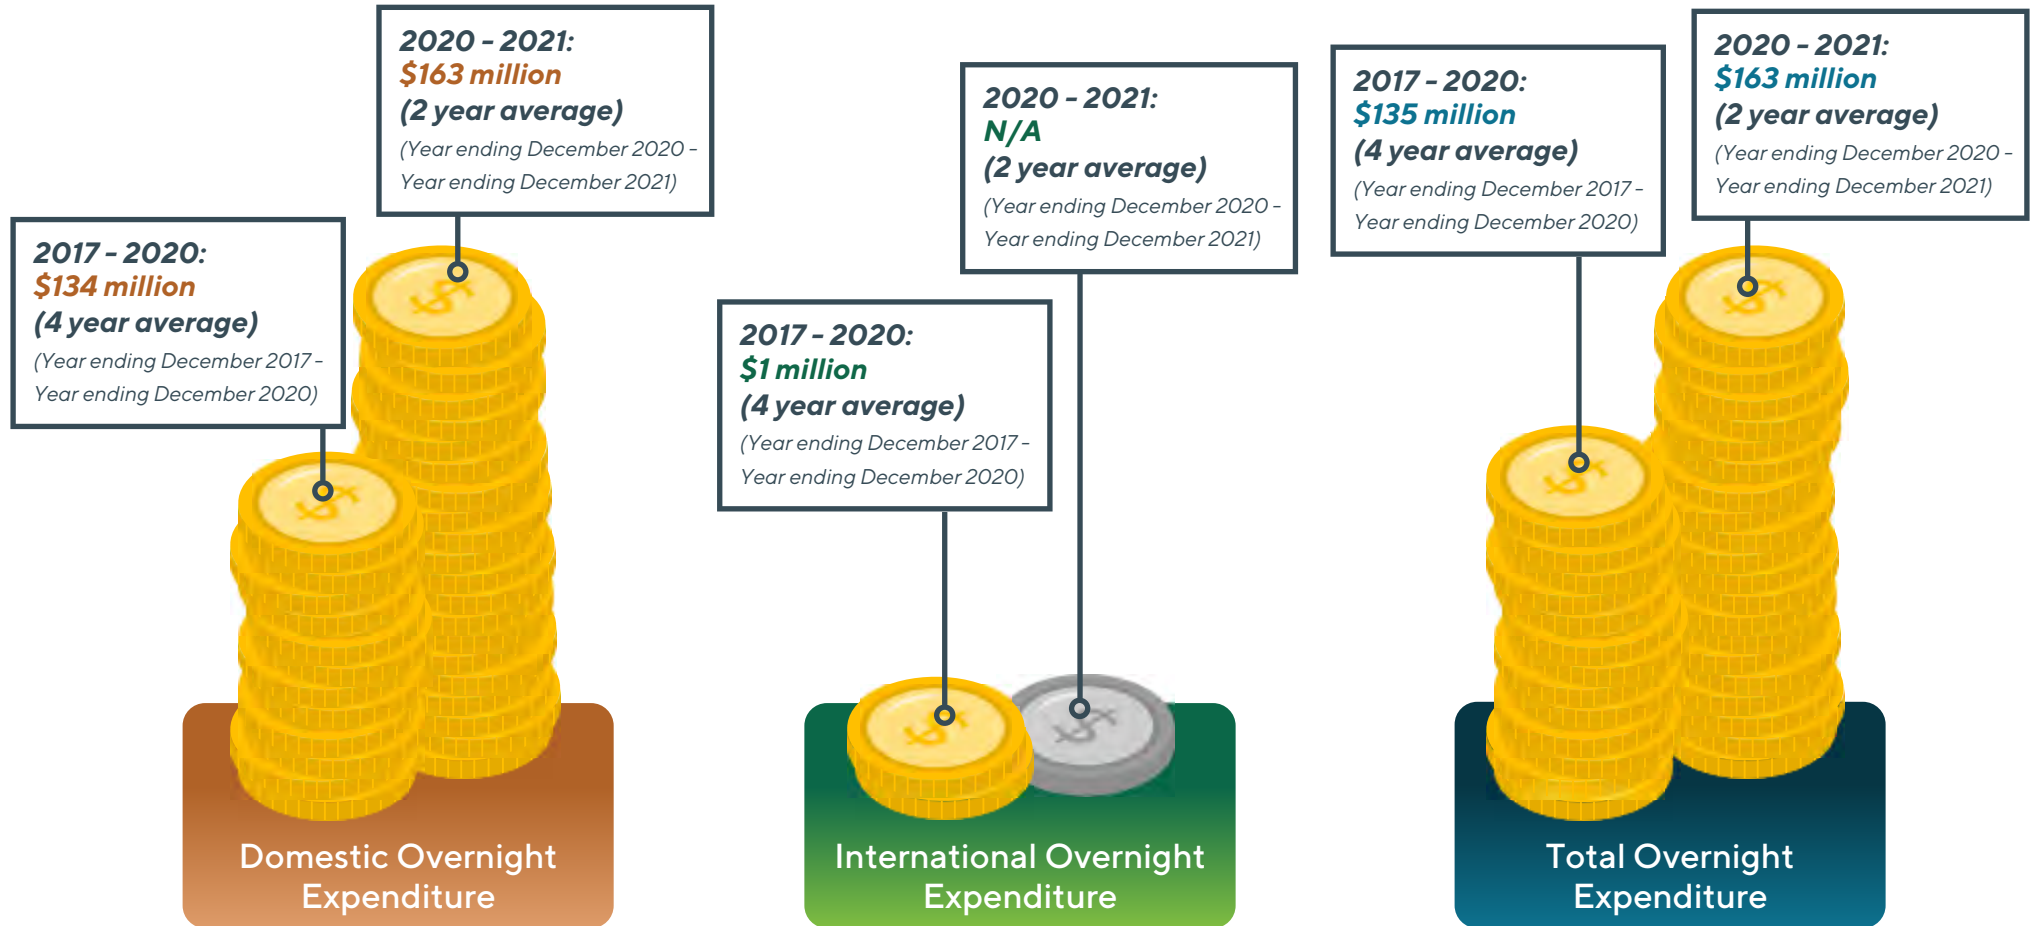 2017 - 2020:
$134 million
(4 year average)
(Year ending December 2017 -
Year ending December 2020)
2020 - 2021:
$163 million
(2 year average)
(Year ending December 2020 -
Year ending December 2021)
Domestic Overnight
Expenditure
2017 - 2020:
$1 million
(4 year average)
(Year ending December 2017 -
Year ending December 2020)
2020 - 2021:
N/A
(2 year average)
(Year ending December 2020 -
Year ending December 2021)
International Overnight
Expenditure
2017 - 2020:
$135 million
(4 year average)
(Year ending December 2017 -
Year ending December 2020)
2020 - 2021:
$163 million
(2 year average)
(Year ending December 2020 -
Year ending December 2021)
Total Overnight
Expenditure